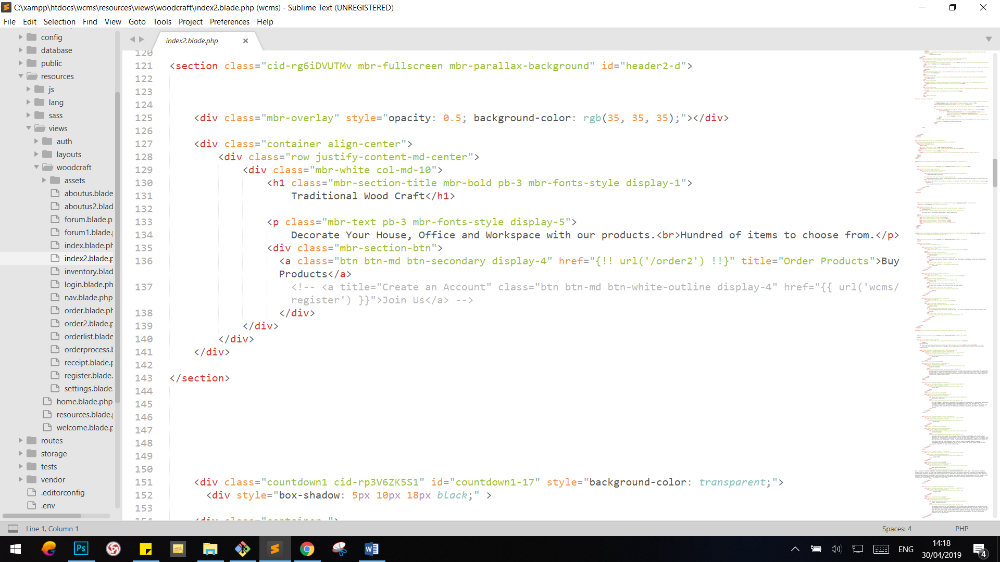 C:\xampp\htdocs\wcms\resources\views\woodcraft\index2.blade.php (wcms) - Sublime Text (UNREGISTERED)
File Edit Selection Find View Goto Tools Project Preferences Help
config
database
public
resources
js
lang
sass
views
auth
layouts
woodcraft
assets
aboutus.blade
aboutus2.blad
forum.blade.p
forum1.blade.
index.blade.ph
index2.blade.p
inventory.blad
login.blade.ph
nav.blade.php
order.blade.ph
order2.blade.p
orderlist.blade
orderprocess.b
receipt.blade.p
register.blade.
settings.blade.
home.blade.php
resources.blade.p
welcome.blade.p
routes
storage
tests
vendor
.editorconfig
.env
index2.blade.php
120
121 <section class="cid-rg6iDVUTMv mbr-fullscreen mbr-parallax-background" id="header2-d">
122
123
124
125 <div class="mbr-overlay" style="opacity: 0.5; background-color: rgb(35, 35, 35);"></div>
126
127 <div class="container align-center">
128 <div class="row justify-content-md-center">
129 <div class="mbr-white col-md-10">
130 <h1 class="mbr-section-title mbr-bold pb-3 mbr-fonts-style display-1">
131 Traditional Wood Craft</h1>
132
133 <p class="mbr-text pb-3 mbr-fonts-style display-5">
134 Decorate Your House, Office and Workspace with our products.<br>Hundred of items to choose from.</p>
135 <div class="mbr-section-btn">
136 <a class="btn btn-md btn-secondary display-4" href="{!! url('/order2') !!}" title="Order Products">Buy
Products</a>
137 <!-- <a title="Create an Account" class="btn btn-md btn-white-outline display-4" href="{{ url('wcms/
register') }}">Join Us</a> -->
138 </div>
139 </div>
140 </div>
141 </div>
142
143 </section>
144
145
146
147
148
149
150
151 <div class="countdown1 cid-rp3V6ZK5S1" id="countdown1-17" style="background-color: transparent;">
152 <div style="box-shadow: 5px 10px 18px black;" >
153
154 <div class="container ">
Line 1, Column 1
Spaces: 4
PHP
Ps
ENG
14:18
30/04/2019
4